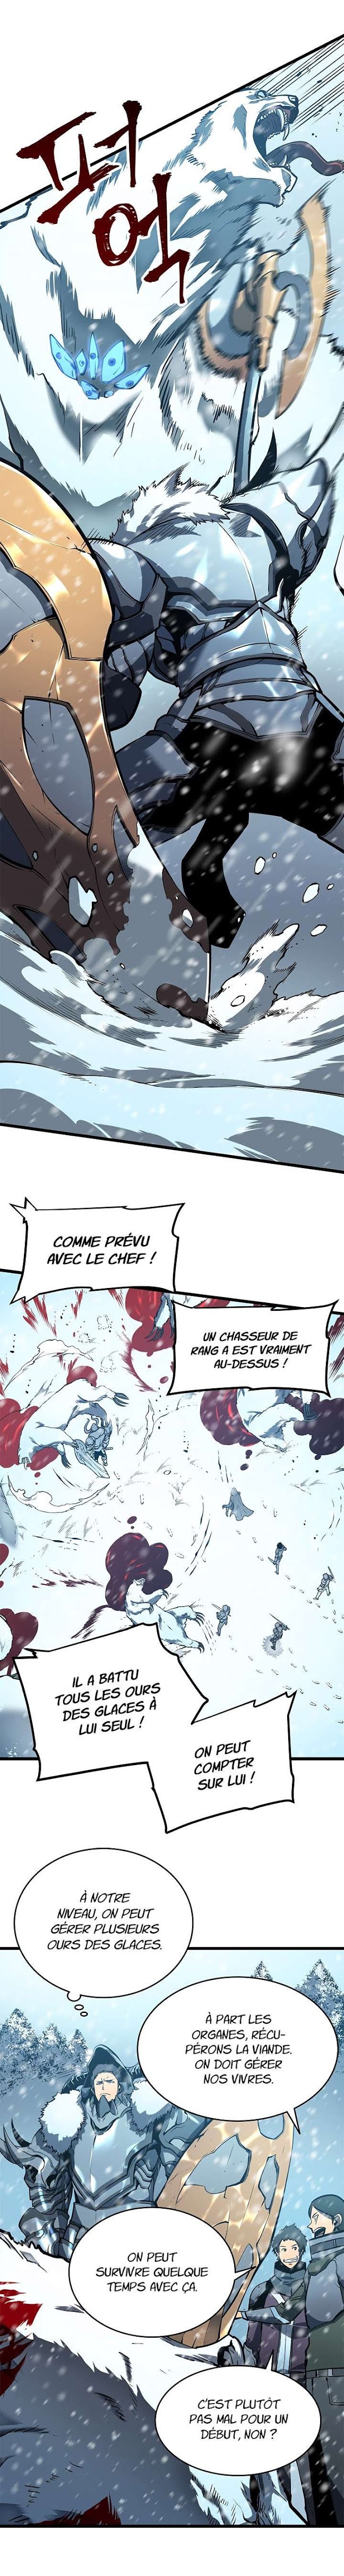 퍼억
COMME PRÉVU
AVEC LE CHEF !
UN CHASSEUR DE
RANG A EST VRAIMENT
AU-DESSUS !
IL A BATTU
TOUS LES OURS
DES GLACES À
LUI SEUL !
ON PEUT
COMPTER
SUR LUI !
À NOTRE
NIVEAU, ON PEUT
GÉRER PLUSIEURS
OURS DES GLACES.
À PART LES
ORGANES, RÉCU-
PÉRONS LA VIANDE.
ON DOIT GÉRER
NOS VIVRES.
ON PEUT
SURVIVRE QUELQUE
TEMPS AVEC ÇA.
C'EST PLUTÔT
PAS MAL POUR UN
DÉBUT, NON ?